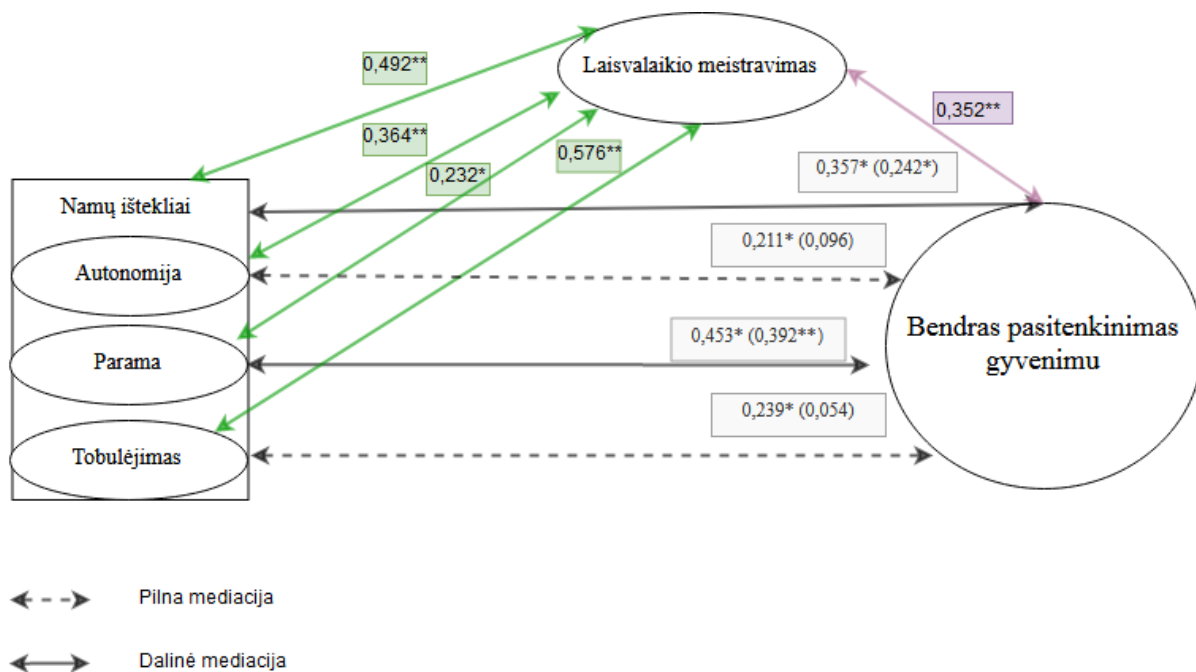 Laisvalaikio meistravimas
0,492**
0,352**
0,364**
0,576**
0,232*
0,357* (0,242*)
Namų ištekliai
0,211* (0,096)
Autonomija
Bendras pasitenkinimas
gyvenimu
0,453* (0,392**)
Parama
0,239* (0,054)
Tobulėjimas
Pilna mediacija
Dalinė mediacija